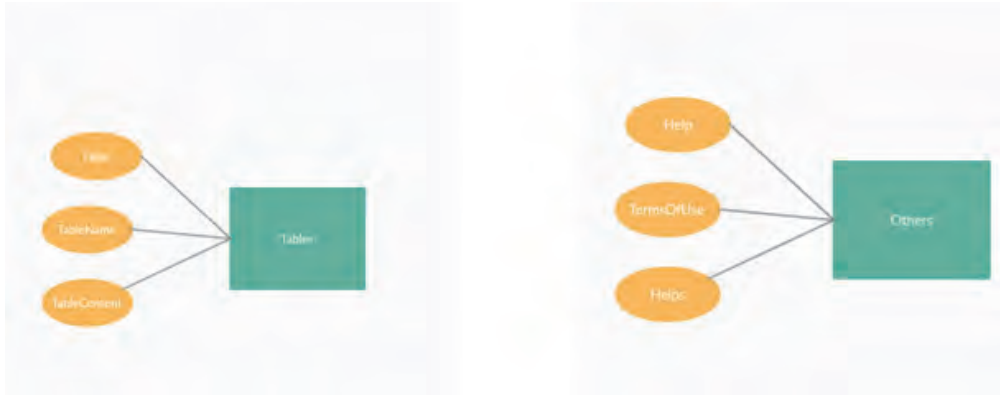 TableName
Tables
TableContent
Help
TermsOfUse
Others
Helps